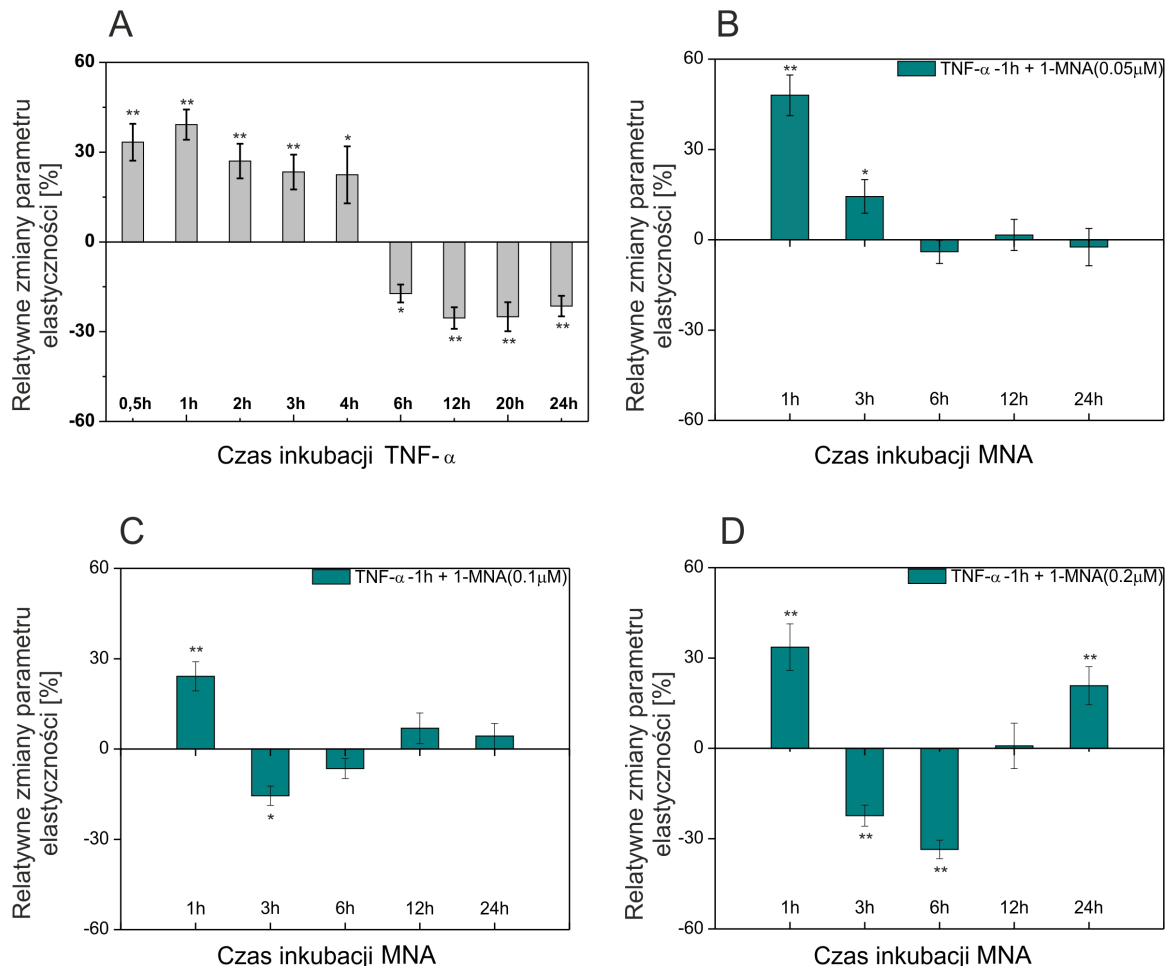 A
Relatywne zmiany parametru
elastyczności [%]
60
30
0
-30
-60
** ** ** ** * * ** ** **
0,5h 1h 2h 3h 4h 6h 12h 20h 24h
Czas inkubacji TNF-α
B
Relatywne zmiany parametru
elastyczności [%]
TNF-α -1h + 1-MNA(0.05μM)
60
30
0
-30
-60
** *
1h 3h 6h 12h 24h
Czas inkubacji MNA
C
Relatywne zmiany parametru
elastyczności [%]
TNF-α -1h + 1-MNA(0.1μM)
60
30
0
-30
-60
** *
1h 3h 6h 12h 24h
Czas inkubacji MNA
D
Relatywne zmiany parametru
elastyczności [%]
TNF-α -1h + 1-MNA(0.2μM)
60
30
0
-30
-60
** ** ** **
1h 3h 6h 12h 24h
Czas inkubacji MNA